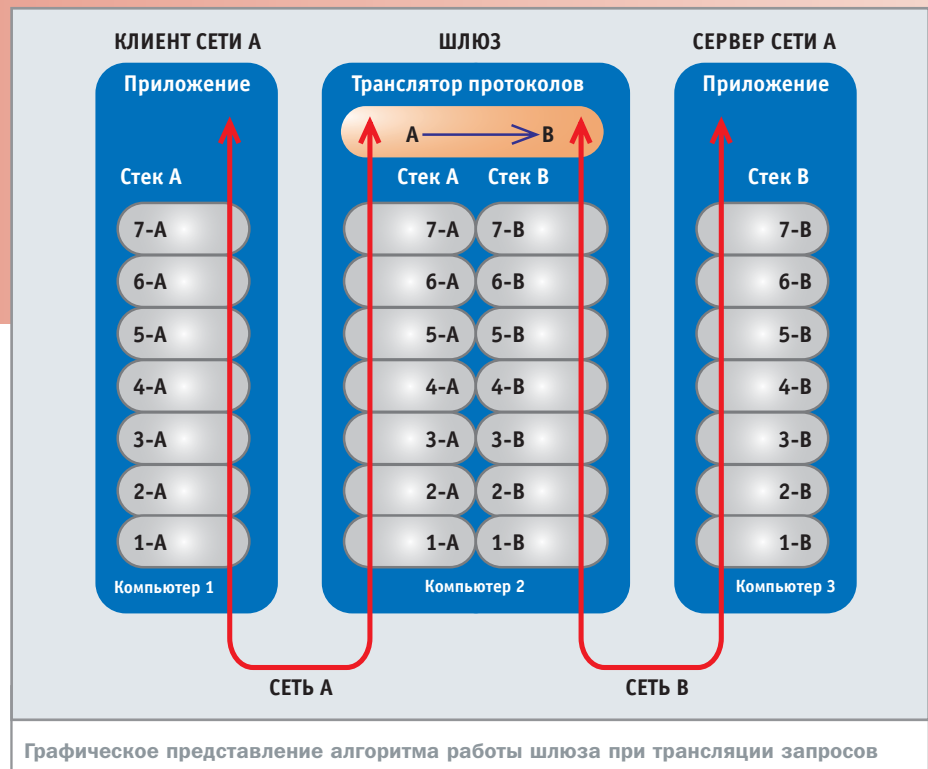 КЛИЕНТ СЕТИ А
ШЛЮЗ
СЕРВЕР СЕТИ А
Приложение
Транслятор протоколов
Приложение
А
В
Стек А
Стек А
Стек В
Стек В
7-А
7-А
7-В
7-В
6-А
6-А
6-В
6-В
5-А
5-А
5-В
5-В
4-А
4-А
4-В
4-В
3-А
3-А
3-В
3-В
2-А
2-А
2-В
2-В
1-А
1-А
1-В
1-В
Компьютер 1
Компьютер 2
Компьютер 3
СЕТЬ А
СЕТЬ В
Графическое представление алгоритма работы шлюза при трансляции запросов